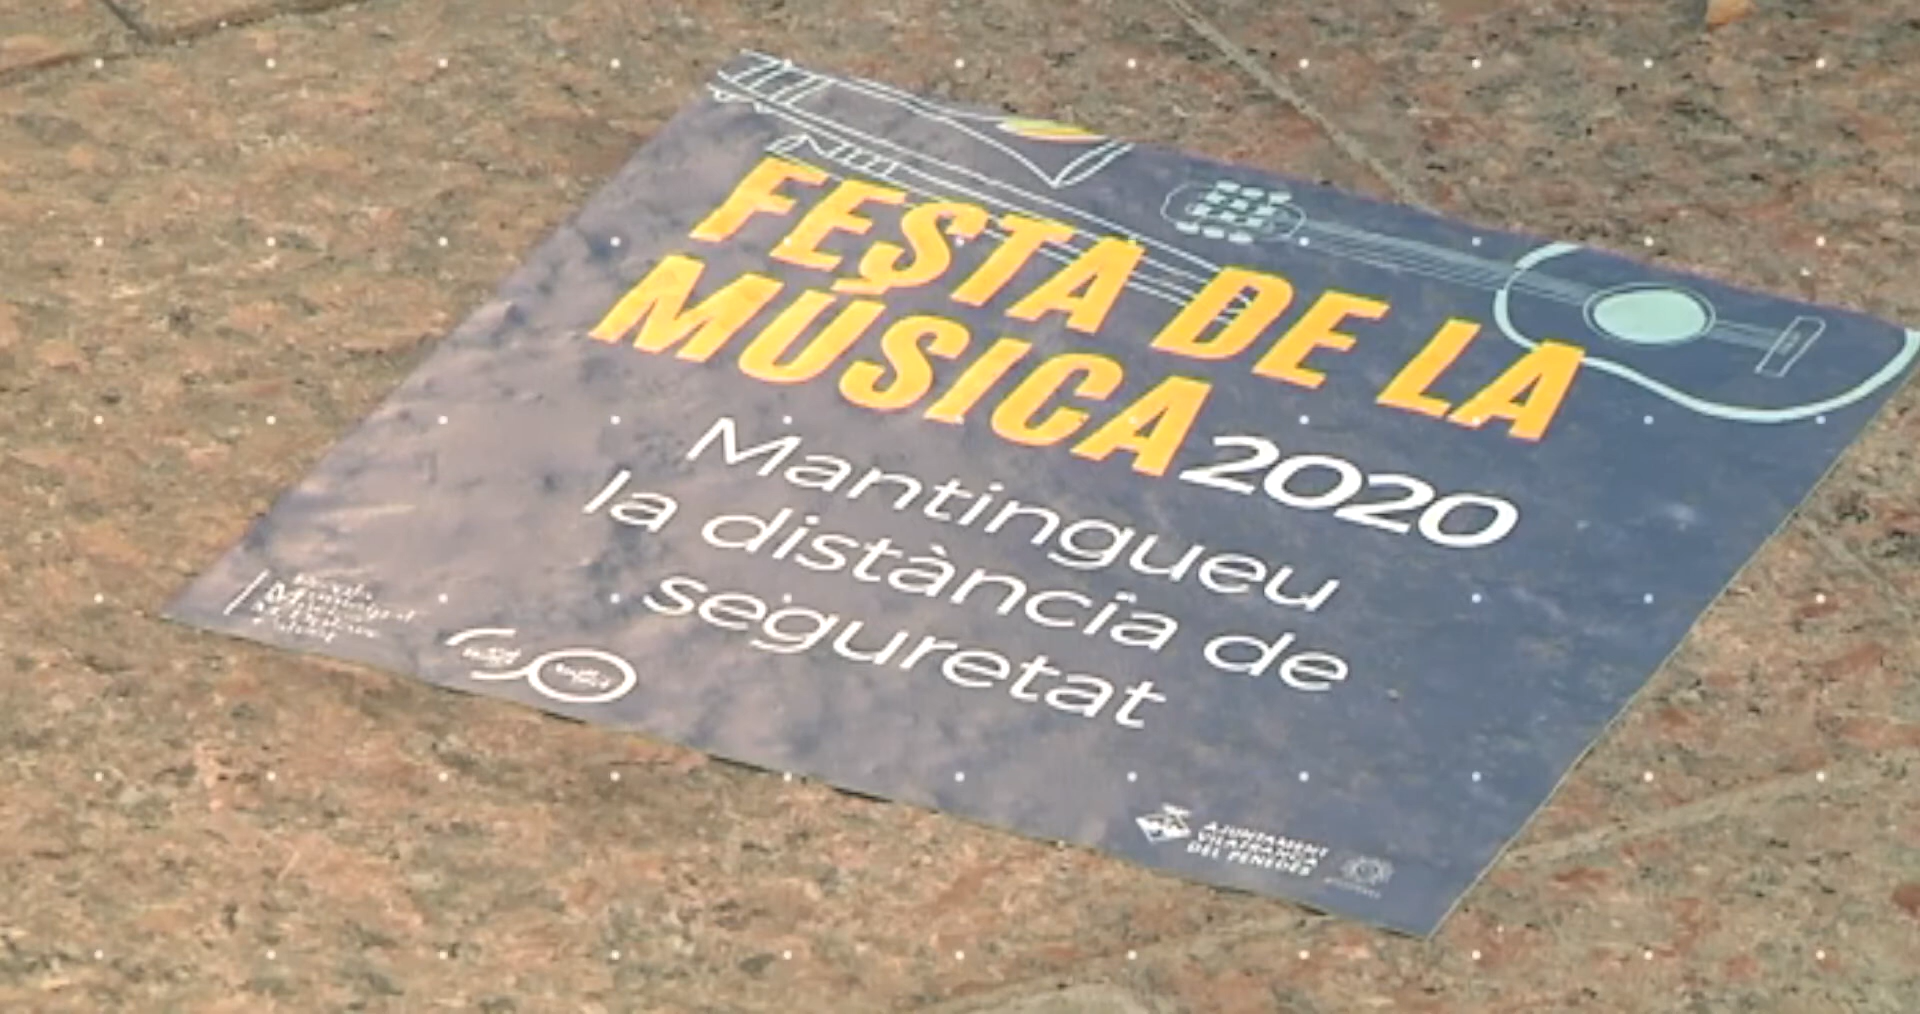 FESTA DE LA
MÚSICA 2020
Mantingueu
la distància de
seguretat
AJUNTAMENT
VILAFRANCA
DEL PENEDÈS